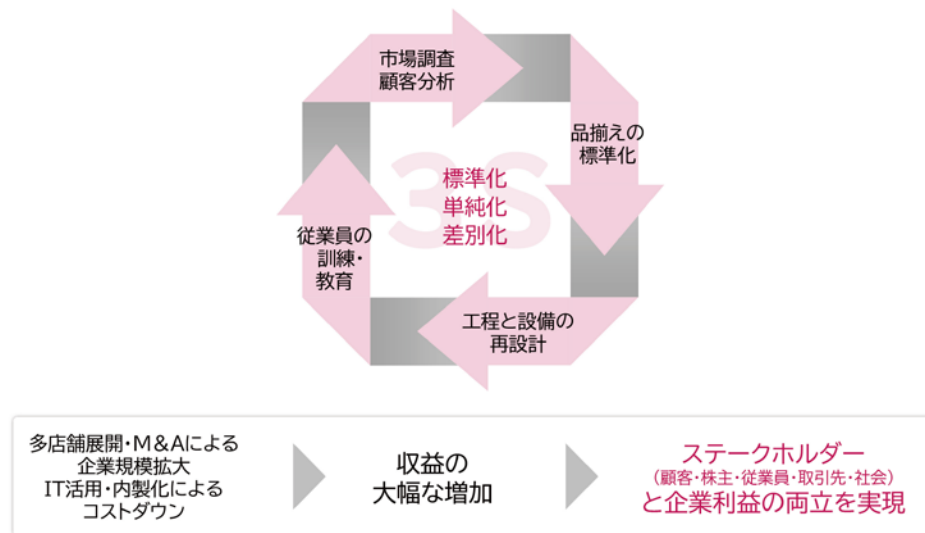 市場調査
顧客分析
品揃えの
標準化
3S
標準化
単純化
差別化
従業員の
訓練・
教育
工程と設備の
再設計
多店舗展開・M&Aによる
企業規模拡大
IT活用・内製化による
コストダウン
収益の
大幅な増加
ステークホルダー
(顧客・株主・従業員・取引先・社会)
と企業利益の両立を実現